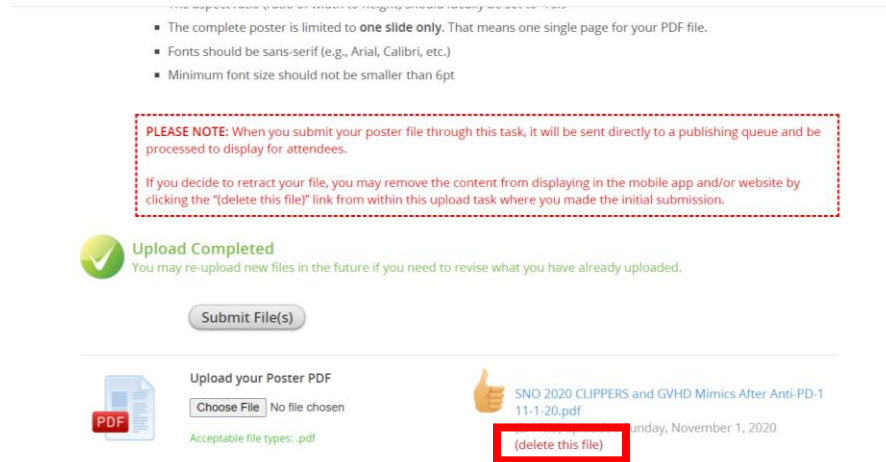 The complete poster is limited to one slide only. That means one single page for your PDF file.
Fonts should be sans-serif (e.g., Arial, Calibri, etc.)
Minimum font size should not be smaller than 6pt
PLEASE NOTE: When you submit your poster file through this task, it will be sent directly to a publishing queue and be
processed to display for attendees.
If you decide to retract your file, you may remove the content from displaying in the mobile app and/or website by
clicking the "(delete this file)" link from within this upload task where you made the initial submission.
Upload Completed
You may re-upload new files in the future if you need to revise what you have already uploaded.
Submit File(s)
Upload your Poster PDF
Choose File No file chosen
Acceptable file types: .pdf
PDF
SNO 2020 CLIPPERS and GVHD Mimics After Anti-PD-1
11-1-20.pdf
November 1, 2020
(delete this file)